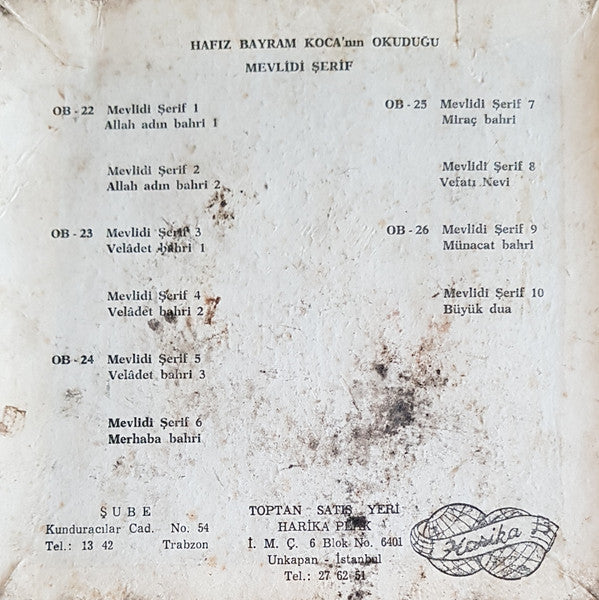 HAFIZ BAYRAM KOCA'nın OKUDUĞU
MEVLİDİ ŞERİF
OB - 22 Mevlidi Şerif 1
Allah adın bahri 1
Mevlidi Şerif 2
Allah adın bahri 2
OB - 23 Mevlidi Şerif 3
Velâdet bahri 1
Mevlidi Şerif 4
Velâdet bahri 2
OB - 24 Mevlidi Şerif 5
Velâdet bahri 3
Mevlidi Şerif 6
Merhaba bahri
OB - 25 Mevlidi Şerif 7
Miraç bahri
Mevlidi Şerif 8
Vefatı Nevi
OB - 26 Mevlidi Şerif 9
Münacat bahri
Mevlidi Şerif 10
Büyük dua
ŞUBE
Kunduracılar Cad. No. 54
Tel.: 13 42 Trabzon
TOPTAN SATIŞ YERİ
HARİKA PLAK
İ. M. Ç. 6 Blok No. 6401
Unkapan - İstanbul
Tel.: 27 62 51
Harika